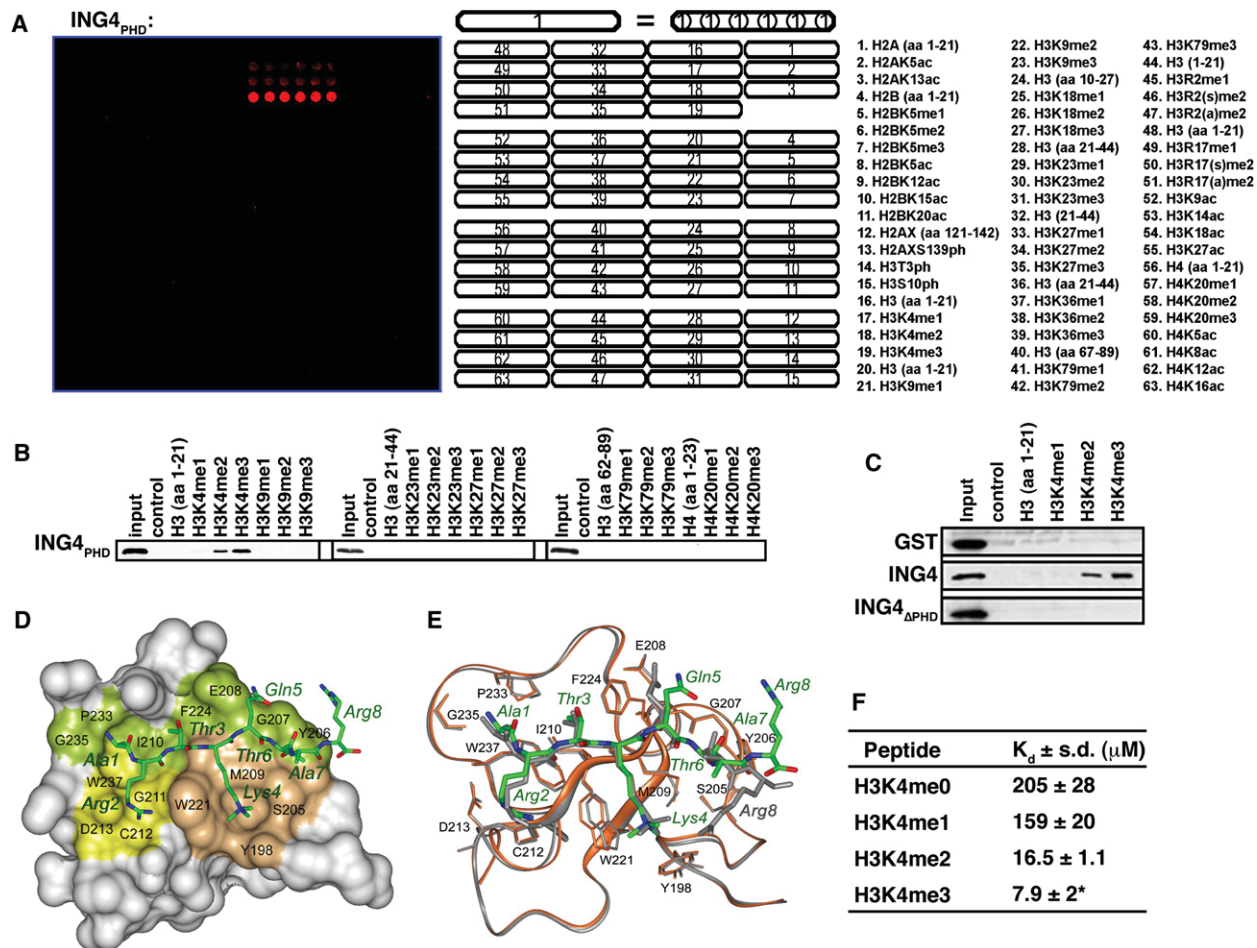 A
ING4PHD:
1 = 1 1 1 1 1 1
48 32 16 1
49 33 17 2
50 34 18 3
51 35 19
52 36 20 4
53 37 21 5
54 38 22 6
55 39 23 7
56 40 24 8
57 41 25 9
58 42 26 10
59 43 27 11
60 44 28 12
61 45 29 13
62 46 30 14
63 47 31 15
1. H2A (aa 1-21)
2. H2AK5ac
3. H2AK13ac
4. H2B (aa 1-21)
5. H2BK5me1
6. H2BK5me2
7. H2BK5me3
8. H2BK5ac
9. H2BK12ac
10. H2BK15ac
11. H2BK20ac
12. H2AX (aa 121-142)
13. H2AXS139ph
14. H3T3ph
15. H3S10ph
16. H3 (aa 1-21)
17. H3K4me1
18. H3K4me2
19. H3K4me3
20. H3 (aa 1-21)
21. H3K9me1
22. H3K9me2
23. H3K9me3
24. H3 (aa 10-27)
25. H3K18me1
26. H3K18me2
27. H3K18me3
28. H3 (aa 21-44)
29. H3K23me1
30. H3K23me2
31. H3K23me3
32. H3 (21-44)
33. H3K27me1
34. H3K27me2
35. H3K27me3
36. H3 (aa 21-44)
37. H3K36me1
38. H3K36me2
39. H3K36me3
40. H3 (aa 67-89)
41. H3K79me1
42. H3K79me2
43. H3K79me3
44. H3 (1-21)
45. H3R2me1
46. H3R2(s)me2
47. H3R2(a)me2
48. H3 (aa 1-21)
49. H3R17me1
50. H3R17(s)me2
51. H3R17(a)me2
52. H3K9ac
53. H3K14ac
54. H3K18ac
55. H3K27ac
56. H4 (aa 1-21)
57. H4K20me1
58. H4K20me2
59. H4K20me3
60. H4K5ac
61. H4K8ac
62. H4K12ac
63. H4K16ac
B
input
control
H3 (aa 1-21)
H3K4me1
H3K4me2
H3K4me3
H3K9me1
H3K9me2
H3K9me3
Input
control
H3 (aa 21-44)
H3K23me1
H3K23me2
H3K23me3
H3K27me1
H3K27me2
H3K27me3
Input
control
H3 (aa 62-89)
H3K79me1
H3K79me2
H3K79me3
H4 (aa 1-23)
H4K20me1
H4K20me2
H4K20me3
ING4PHD
C
Input
control
H3 (aa 1-21)
H3K4me1
H3K4me2
H3K4me3
GST
ING4
ING4ΔPHD
D
E208
Gln5
Arg8
P233
F224
G207
G235
Thr3
Y206
Ala1
I210
Thr6
Ala7
W237
M209
Arg2
G211
W221
Lys4
S205
D213
C212
Y198
E
E208
F224
Gln5
P233
Thr3
G207
Arg8
G235
Ala1
Ala7
W237
I210
Y206
Thr6
M209
S205
Arg2
Arg8
D213
Lys4
C212
W221
Y198
F
Peptide Kd ± s.d. (µM)
H3K4me0 205 ± 28
H3K4me1 159 ± 20
H3K4me2 16.5 ± 1.1
H3K4me3 7.9 ± 2*